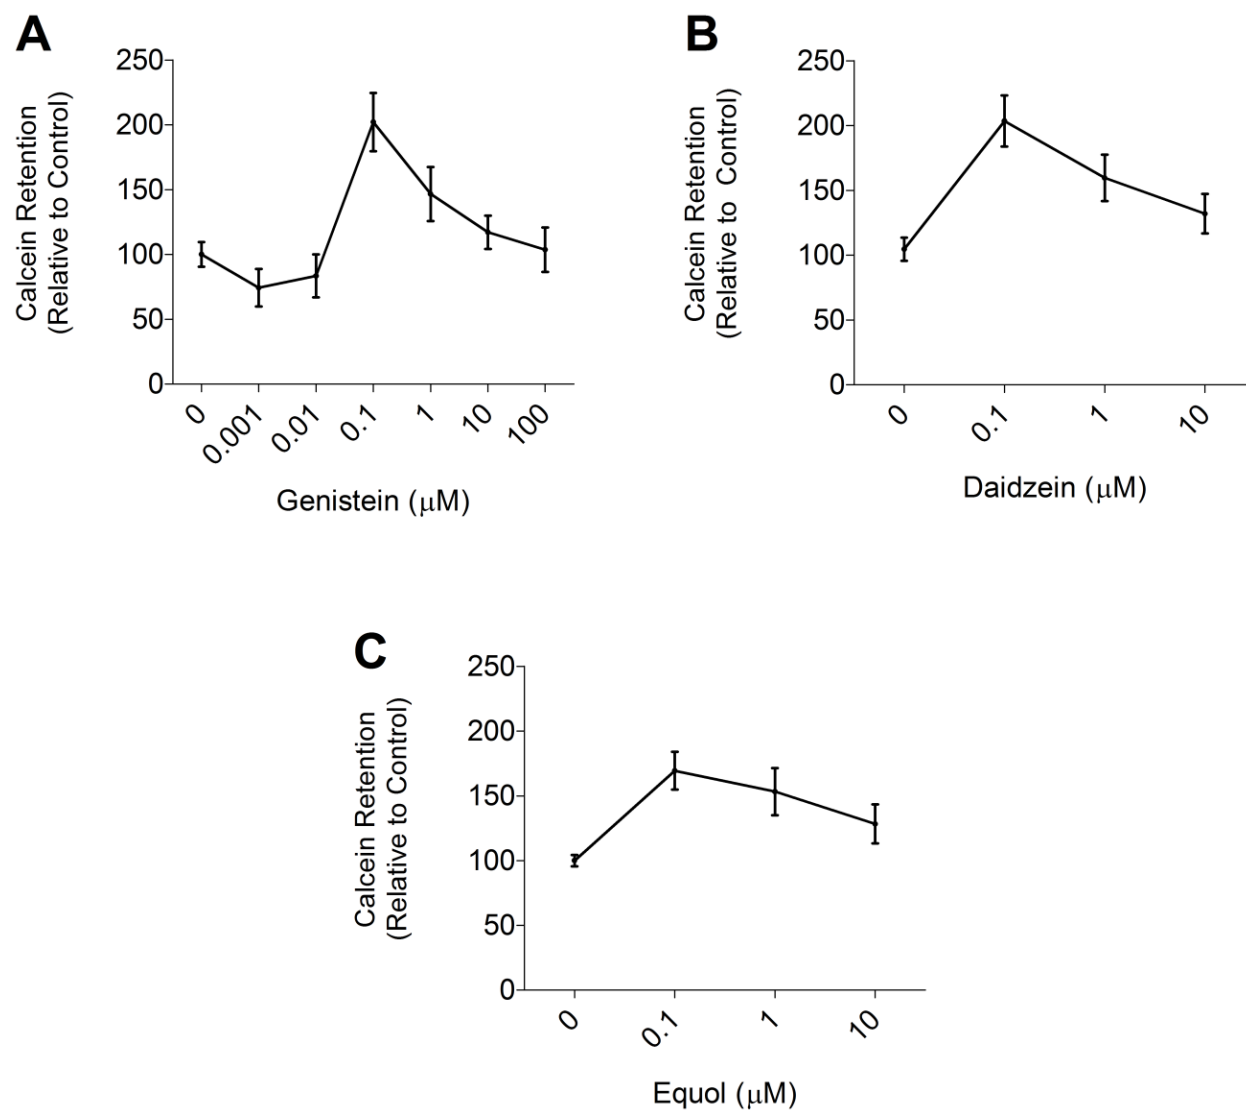 A
Calcein Retention
(Relative to Control)
250
200
150
100
50
0
0
0.001
0.01
0.1
1
10
100
Genistein (μM)
B
Calcein Retention
(Relative to Control)
250
200
150
100
50
0
0
0.1
1
10
Daidzein (μM)
C
Calcein Retention
(Relative to Control)
250
200
150
100
50
0
0
0.1
1
10
Equol (μM)